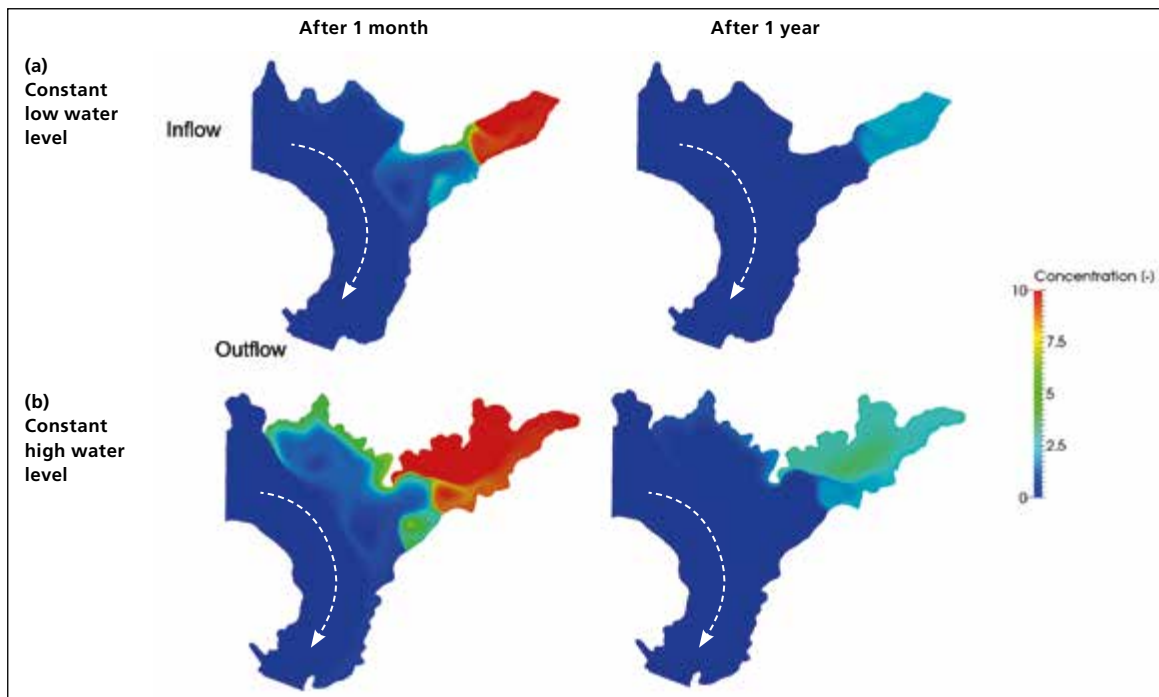 After 1 month
After 1 year
(a)
Constant
low water
level
Inflow
Concentration (-)
10
7.5
5
2.5
0
Outflow
(b)
Constant
high water
level